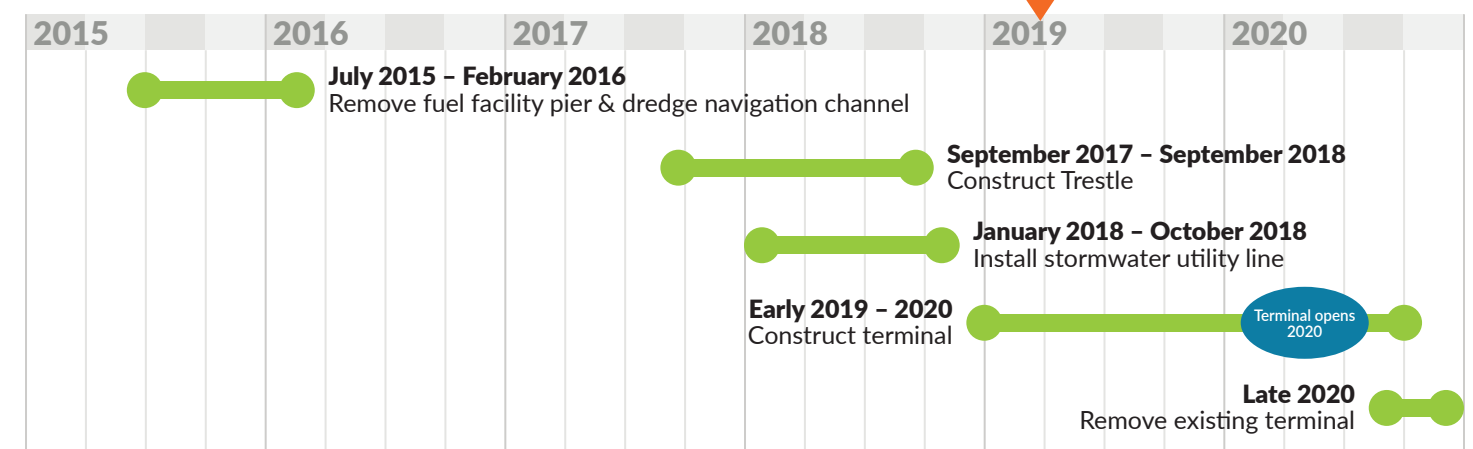 2015 2016 2017 2018 2019 2020
July 2015 – February 2016
Remove fuel facility pier & dredge navigation channel
September 2017 – September 2018
Construct Trestle
January 2018 – October 2018
Install stormwater utility line
Early 2019 – 2020
Construct terminal
Terminal opens
2020
Late 2020
Remove existing terminal